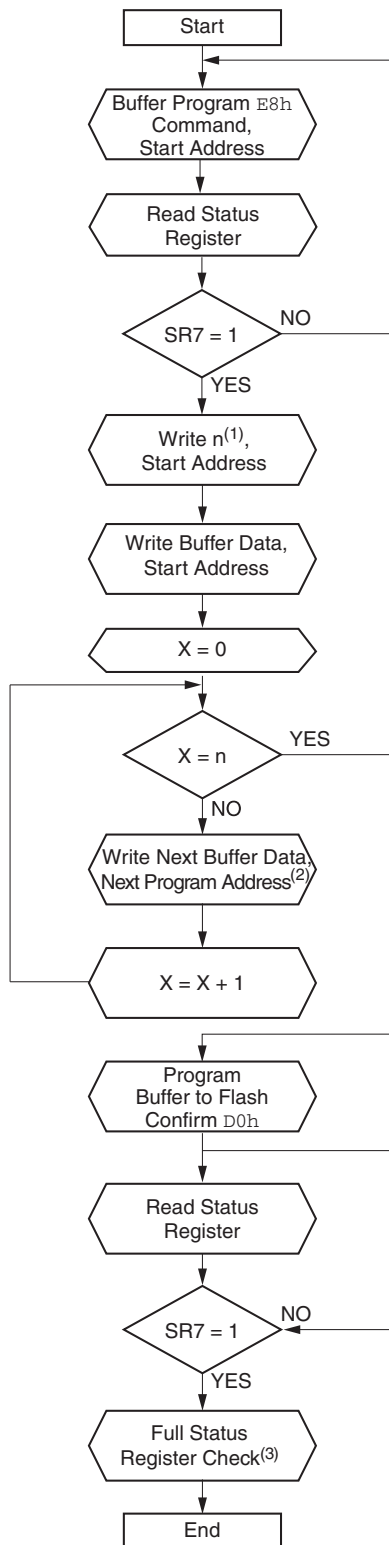 Start
Buffer Program E8h
Command,
Start Address
Read Status
Register
SR7 = 1
NO
YES
Write n(1),
Start Address
Write Buffer Data,
Start Address
X = 0
X = n
YES
NO
Write Next Buffer Data,
Next Program Address(2)
X = X + 1
Program
Buffer to Flash
Confirm D0h
Read Status
Register
SR7 = 1
NO
YES
Full Status
Register Check(3)
End